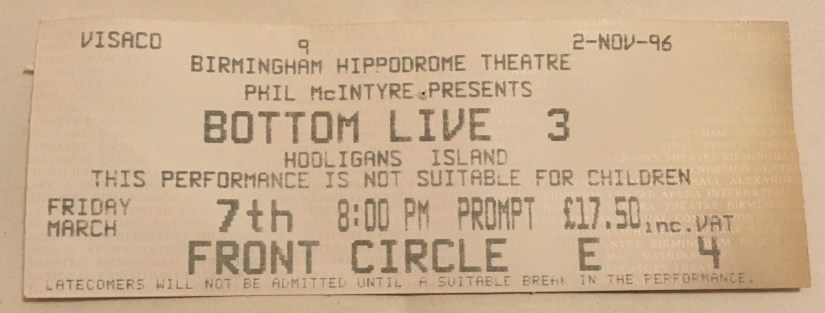 VISACO 9 2-NOV-96
BIRMINGHAM HIPPODROME THEATRE
PHIL McINTYRE PRESENTS
BOTTOM LIVE 3
HOOLIGANS ISLAND
THIS PERFORMANCE IS NOT SUITABLE FOR CHILDREN
FRIDAY MARCH 7th 8:00 PM PROMPT £17.50 inc.VAT
FRONT CIRCLE E 4
LATECOMERS WILL NOT BE ADMITTED UNTIL A SUITABLE BREAK IN THE PERFORMANCE.